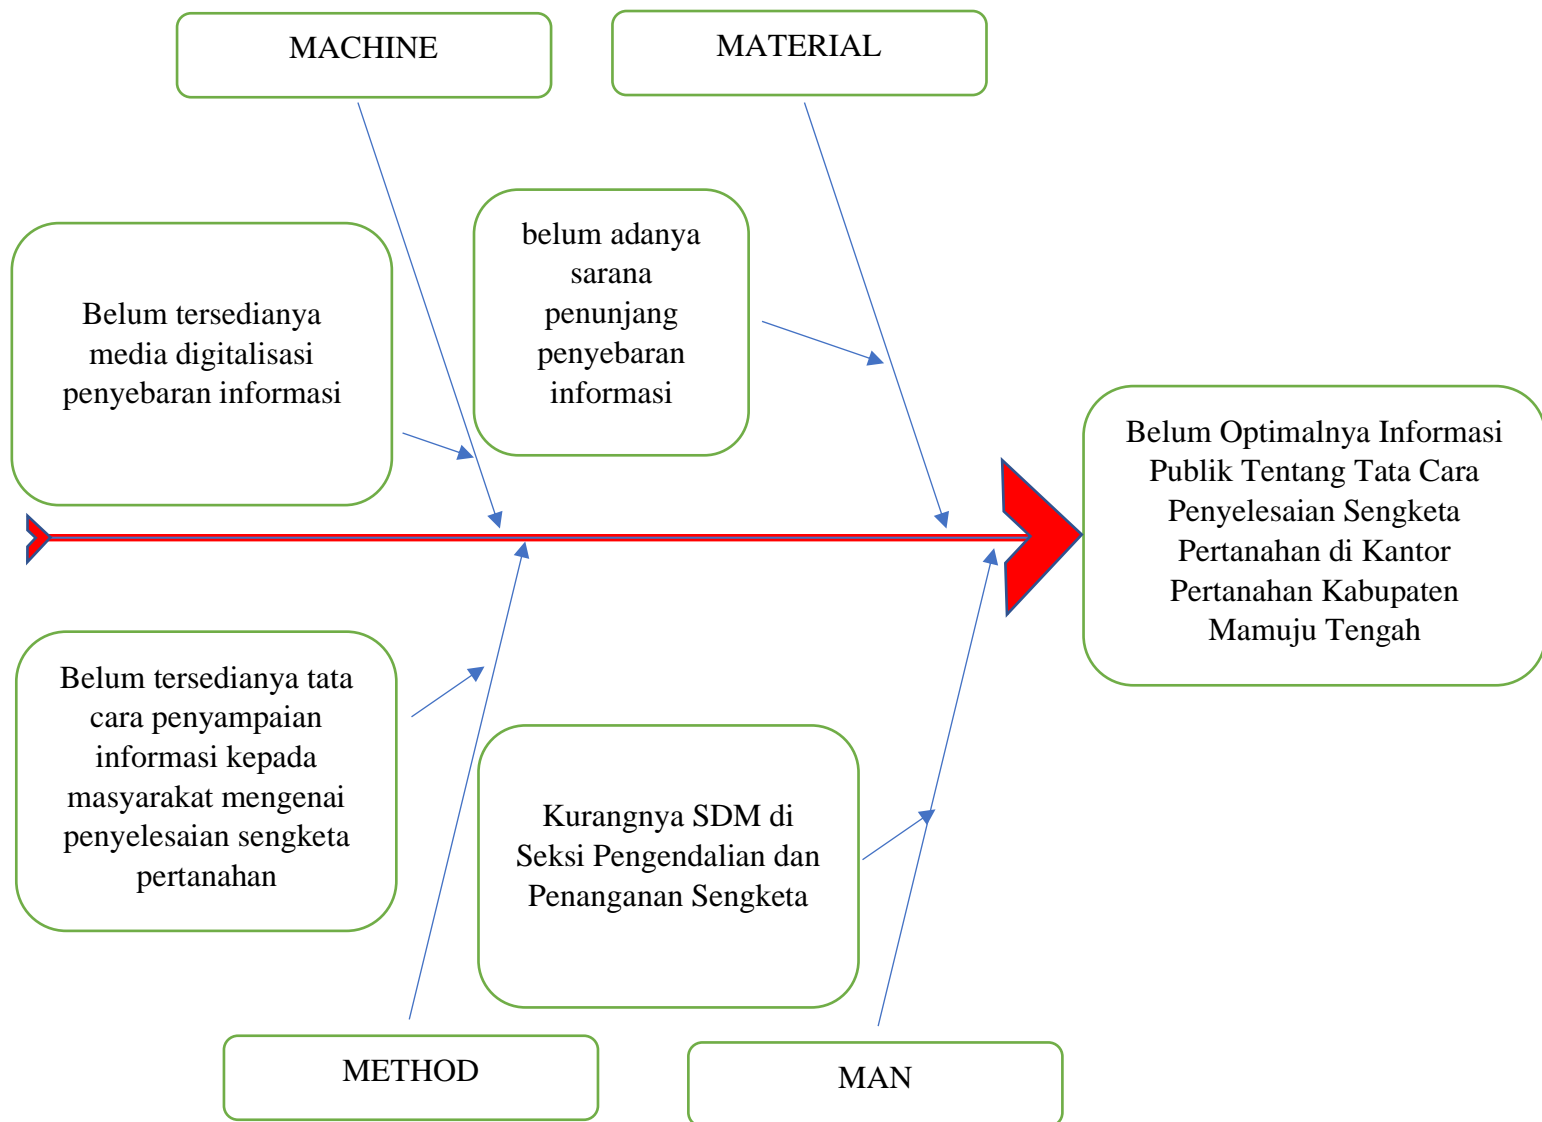 MACHINE
MATERIAL
Belum tersedianya
media digitalisasi
penyebaran informasi
belum adanya
sarana
penunjang
penyebaran
informasi
Belum Optimalnya Informasi
Publik Tentang Tata Cara
Penyelesaian Sengketa
Pertanahan di Kantor
Pertanahan Kabupaten
Mamuju Tengah
Belum tersedianya tata
cara penyampaian
informasi kepada
masyarakat mengenai
penyelesaian sengketa
pertanahan
Kurangnya SDM di
Seksi Pengendalian dan
Penanganan Sengketa
METHOD
MAN